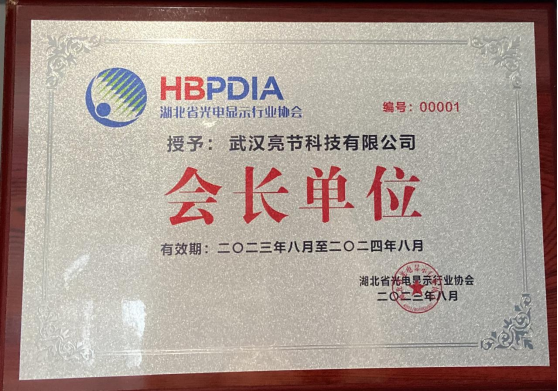 HBPDIA
湖北省光电显示行业协会
编号：00001
授予：武汉亮节科技有限公司
会长单位
有效期：二〇二三年八月至二〇二四年八月
湖北省光电显示行业协会
二〇二三年八月